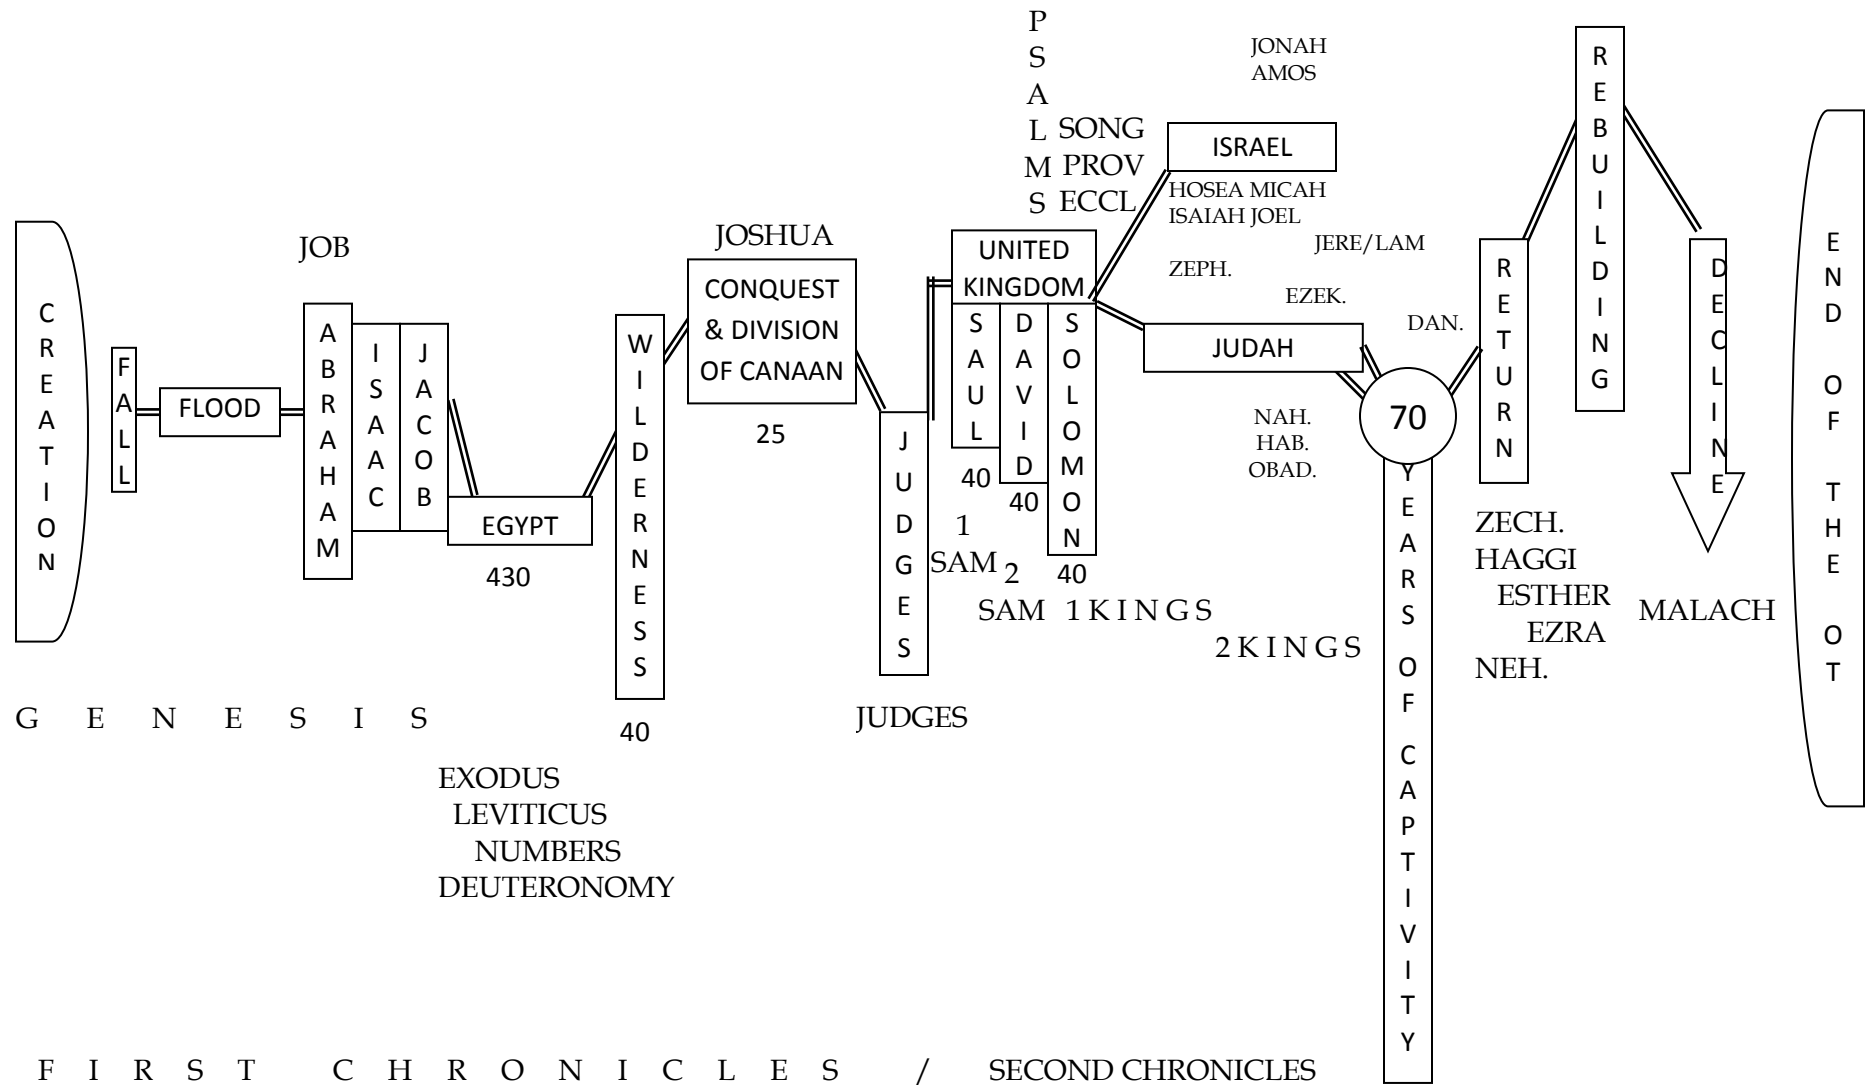 CREATION
FALL
FLOOD
JOB
ABRAHAM
ISAAC
JACOB
EGYPT
430
G E N E S I S
WILDERNESS
40
EXODUS
LEVITICUS
NUMBERS
DEUTERONOMY
JOSHUA
CONQUEST
& DIVISION
OF CANAAN
25
JUDGES
JUDGES
PSALMS
SONG
PROV
ECCL
UNITED
KINGDOM
SAUL
40
DAVID
40
SOLOMON
40
1
SAM
2
SAM
1 K I N G S
2 K I N G S
JONAH
AMOS
ISRAEL
HOSEA MICAH
ISAIAH JOEL
JERE/LAM
ZEPH.
EZEK.
DAN.
JUDAH
NAH.
HAB.
OBAD.
70
YEARS OF CAPTIVITY
RETURN
ZECH.
HAGGI
ESTHER
EZRA
NEH.
REBUILDING
DECLINE
MALACH
END OF THE OT
F I R S T C H R O N I C L E S / SECOND CHRONICLES